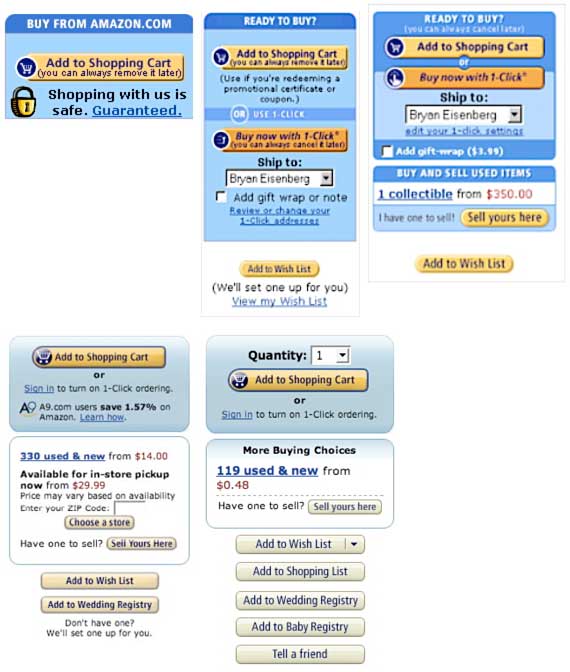 BUY FROM AMAZON.COM
Add to Shopping Cart
(you can always remove it later)
Shopping with us is
safe. Guaranteed.
READY TO BUY?
Add to Shopping Cart
(you can always remove it later)
(Use if you're redeeming a
promotional certificate or
coupon.)
OR USE 1-CLICK
Buy now with 1-Click®
(you can always cancel it later)
Ship to:
Bryan Eisenberg
Add gift wrap or note
Review or change your
1-Click addresses
Add to Wish List
(We'll set one up for you)
View my Wish List
READY TO BUY?
(you can always cancel later)
Add to Shopping Cart
or
Buy now with 1-Click®
Ship to:
Bryan Eisenberg
edit your 1-click settings
Add gift-wrap ($3.99)
BUY AND SELL USED ITEMS
1 collectible from $350.00
I have one to sell! Sell yours here
Add to Wish List
Add to Shopping Cart
or
Sign in to turn on 1-Click ordering.
A9 A9.com users save 1.57% on
Amazon. Learn how.
330 used & new from $14.00
Available for in-store pickup
now from $29.99
Price may vary based on availability
Enter your ZIP Code:
Choose a store
Have one to sell? Sell Yours Here
Add to Wish List
Add to Wedding Registry
Don't have one?
We'll set one up for you.
Quantity: 1
Add to Shopping Cart
or
Sign in to turn on 1-Click ordering.
More Buying Choices
119 used & new from
$0.48
Have one to sell? Sell yours here
Add to Wish List
Add to Shopping List
Add to Wedding Registry
Add to Baby Registry
Tell a friend